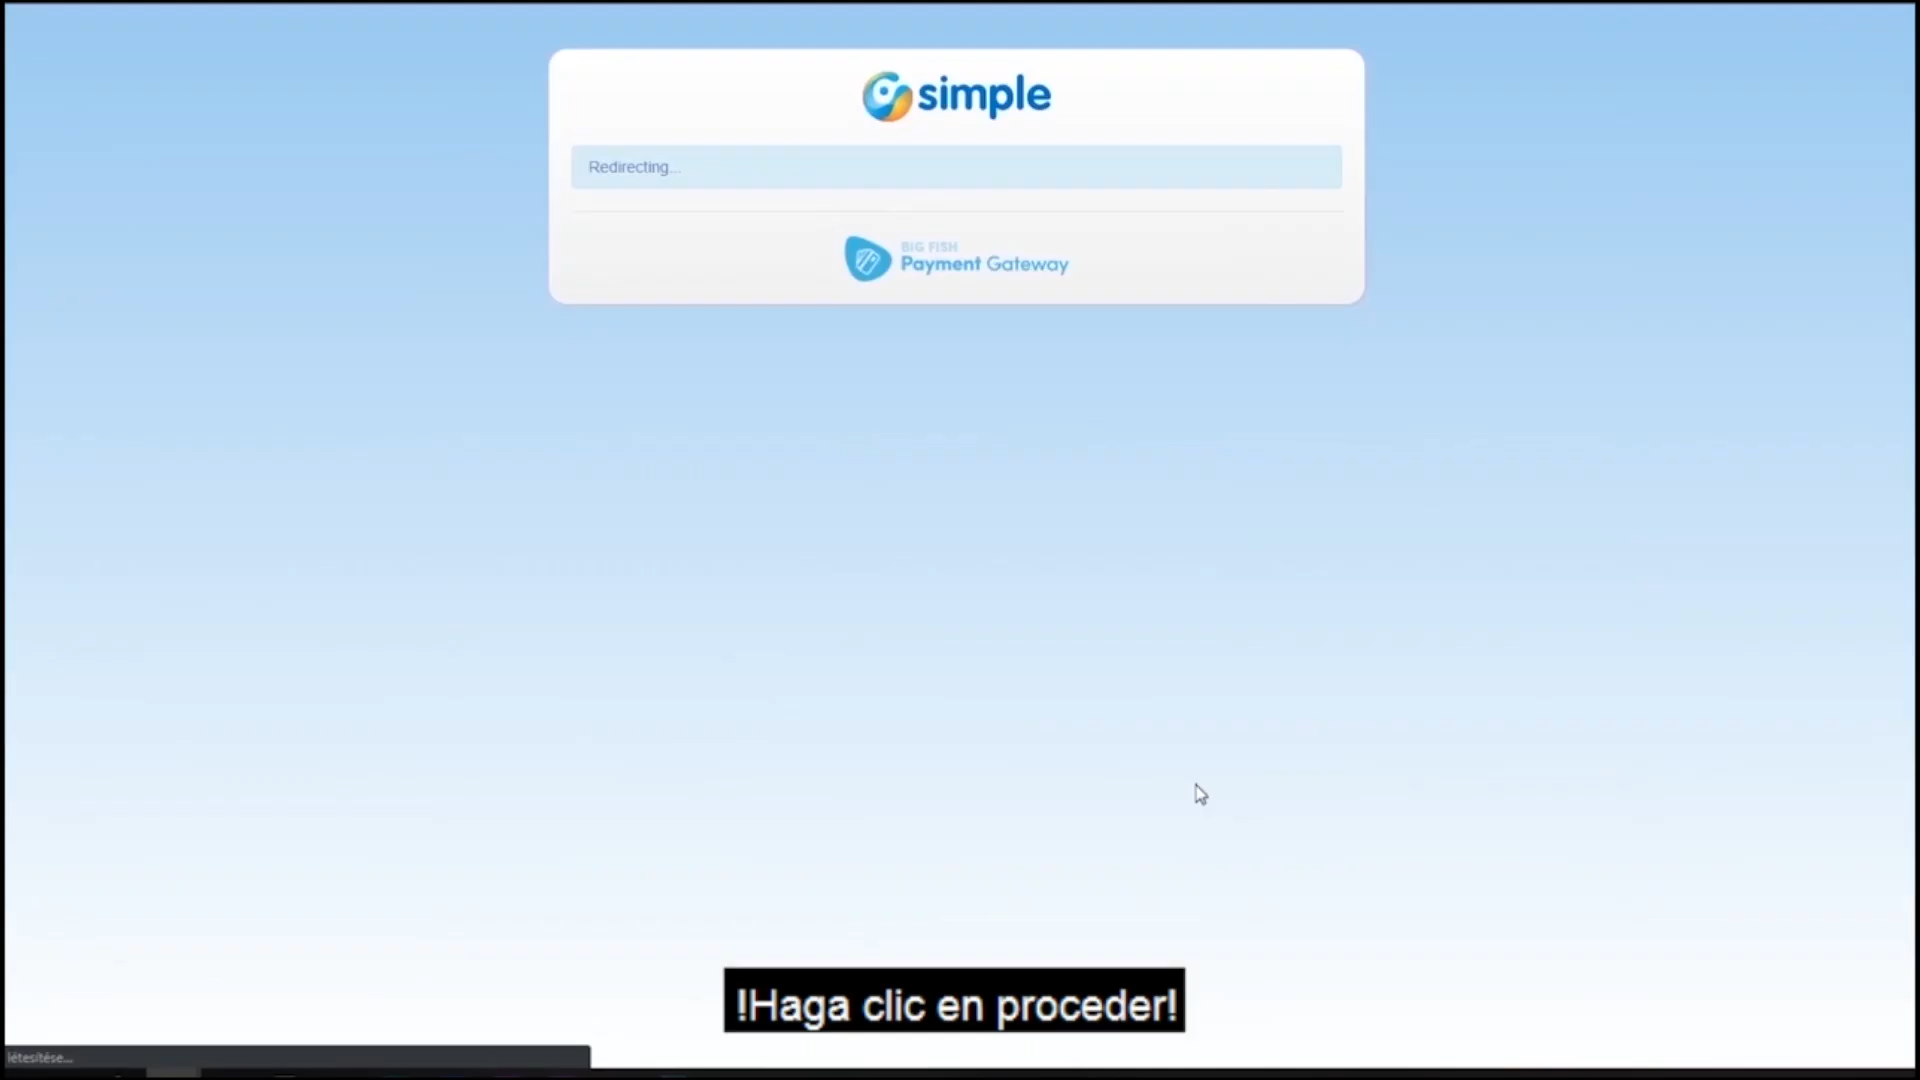 simple
Redirecting...
BIG FISH
Payment Gateway
!Haga clic en proceder!
létesítése...